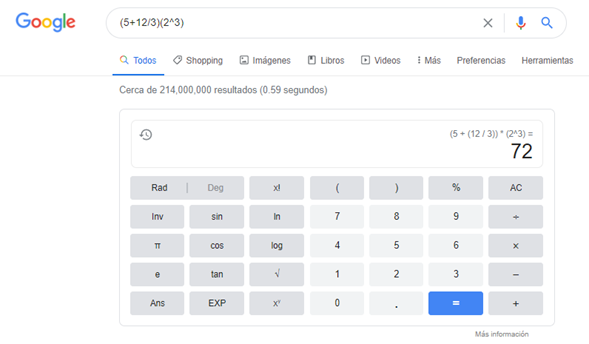 Google (5+12/3)(2^3)
Todos Shopping Imágenes Libros Videos Más Preferencias Herramientas
Cerca de 214,000,000 resultados (0.59 segundos)
(5 + (12 / 3)) * (2^3) =
72
Rad | Deg x! ( ) % AC
Inv sin ln 7 8 9 ÷
π cos log 4 5 6 ×
e tan √ 1 2 3 −
Ans EXP xʸ 0 . = +
Más información